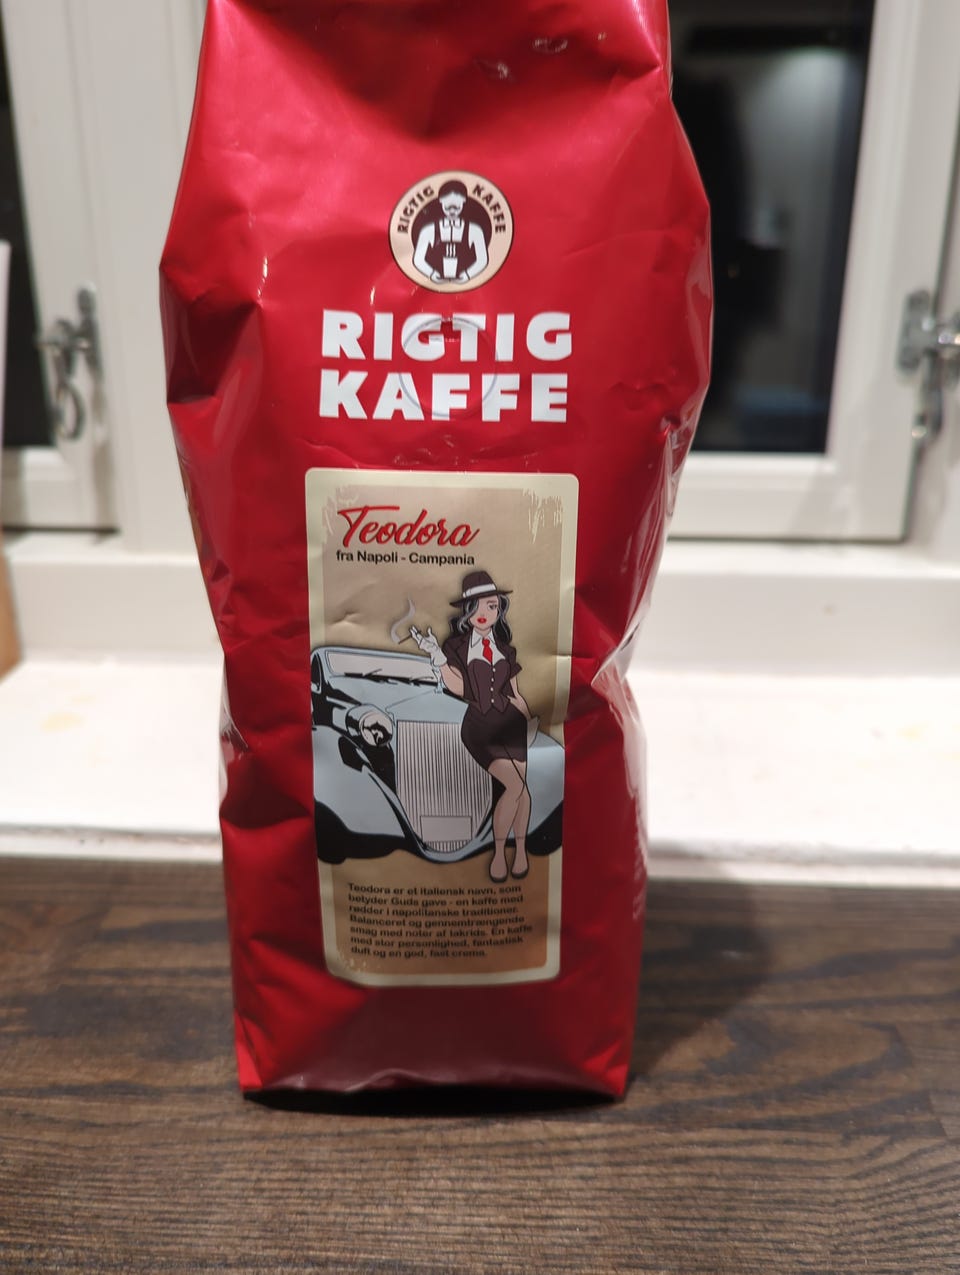 RIGTIG KAFFE
RIGTIG
KAFFE
Teodora
fra Napoli - Campania
Teodora er et italiensk navn, som
betyder Guds gave - en kaffe med
rødder i napolitanske traditioner.
Balanceret og gennemtrængende
smag med noter af lakrids. En kaffe
med stor personlighed, fantastisk
duft og en god, fast crema.